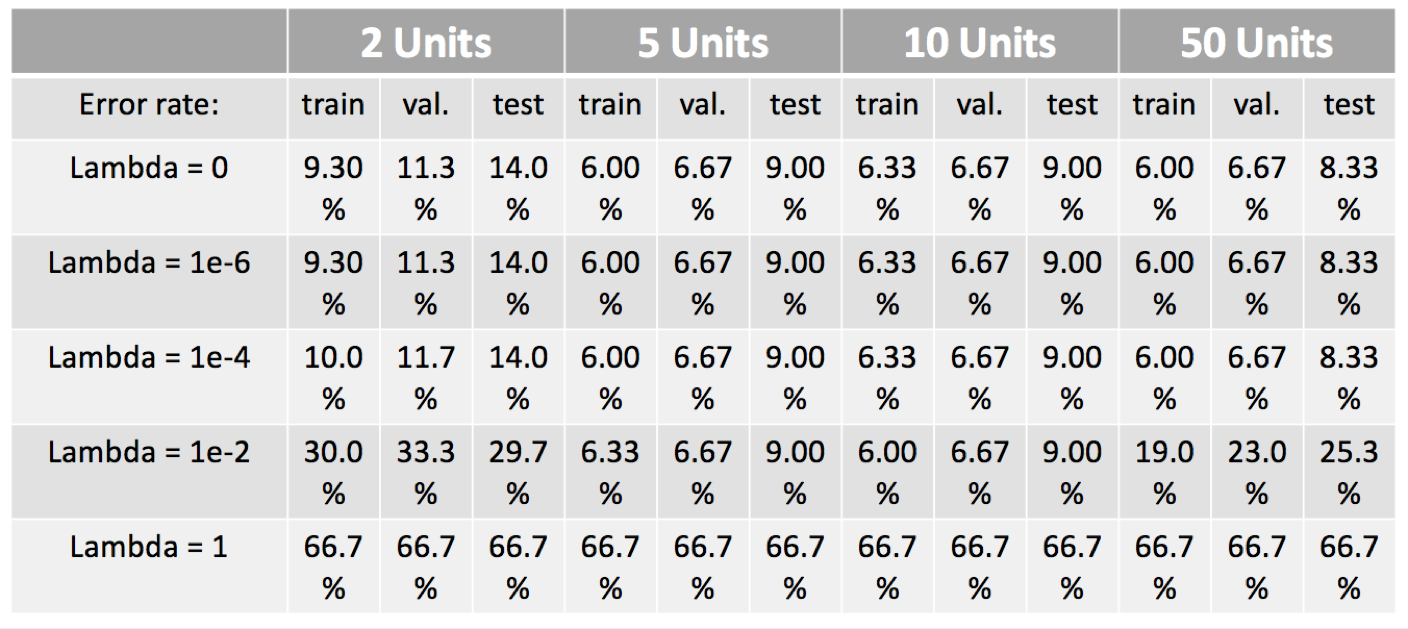 2 Units 5 Units 10 Units 50 Units
Error rate: train val. test train val. test train val. test train val. test
Lambda = 0 9.30 11.3 14.0 6.00 6.67 9.00 6.33 6.67 9.00 6.00 6.67 8.33
% % % % % % % % % % % %
Lambda = 1e-6 9.30 11.3 14.0 6.00 6.67 9.00 6.33 6.67 9.00 6.00 6.67 8.33
% % % % % % % % % % % %
Lambda = 1e-4 10.0 11.7 14.0 6.00 6.67 9.00 6.33 6.67 9.00 6.00 6.67 8.33
% % % % % % % % % % % %
Lambda = 1e-2 30.0 33.3 29.7 6.33 6.67 9.00 6.00 6.67 9.00 19.0 23.0 25.3
% % % % % % % % % % % %
Lambda = 1 66.7 66.7 66.7 66.7 66.7 66.7 66.7 66.7 66.7 66.7 66.7 66.7
% % % % % % % % % % % %